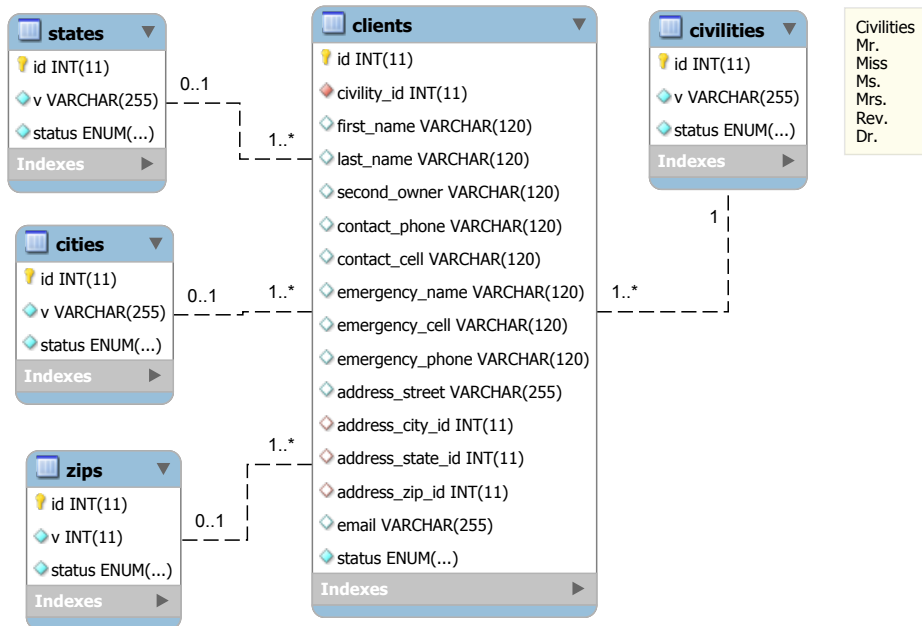 states
id INT(11)
v VARCHAR(255)
status ENUM(...)
Indexes
0..1
1..*
cities
id INT(11)
v VARCHAR(255)
status ENUM(...)
Indexes
0..1
1..*
zips
id INT(11)
v INT(11)
status ENUM(...)
Indexes
0..1
1..*
clients
id INT(11)
civility_id INT(11)
first_name VARCHAR(120)
last_name VARCHAR(120)
second_owner VARCHAR(120)
contact_phone VARCHAR(120)
contact_cell VARCHAR(120)
emergency_name VARCHAR(120)
emergency_cell VARCHAR(120)
emergency_phone VARCHAR(120)
address_street VARCHAR(255)
address_city_id INT(11)
address_state_id INT(11)
address_zip_id INT(11)
email VARCHAR(255)
status ENUM(...)
Indexes
civilities
id INT(11)
v VARCHAR(255)
status ENUM(...)
Indexes
1
1..*
Civilities
Mr.
Miss
Ms.
Mrs.
Rev.
Dr.